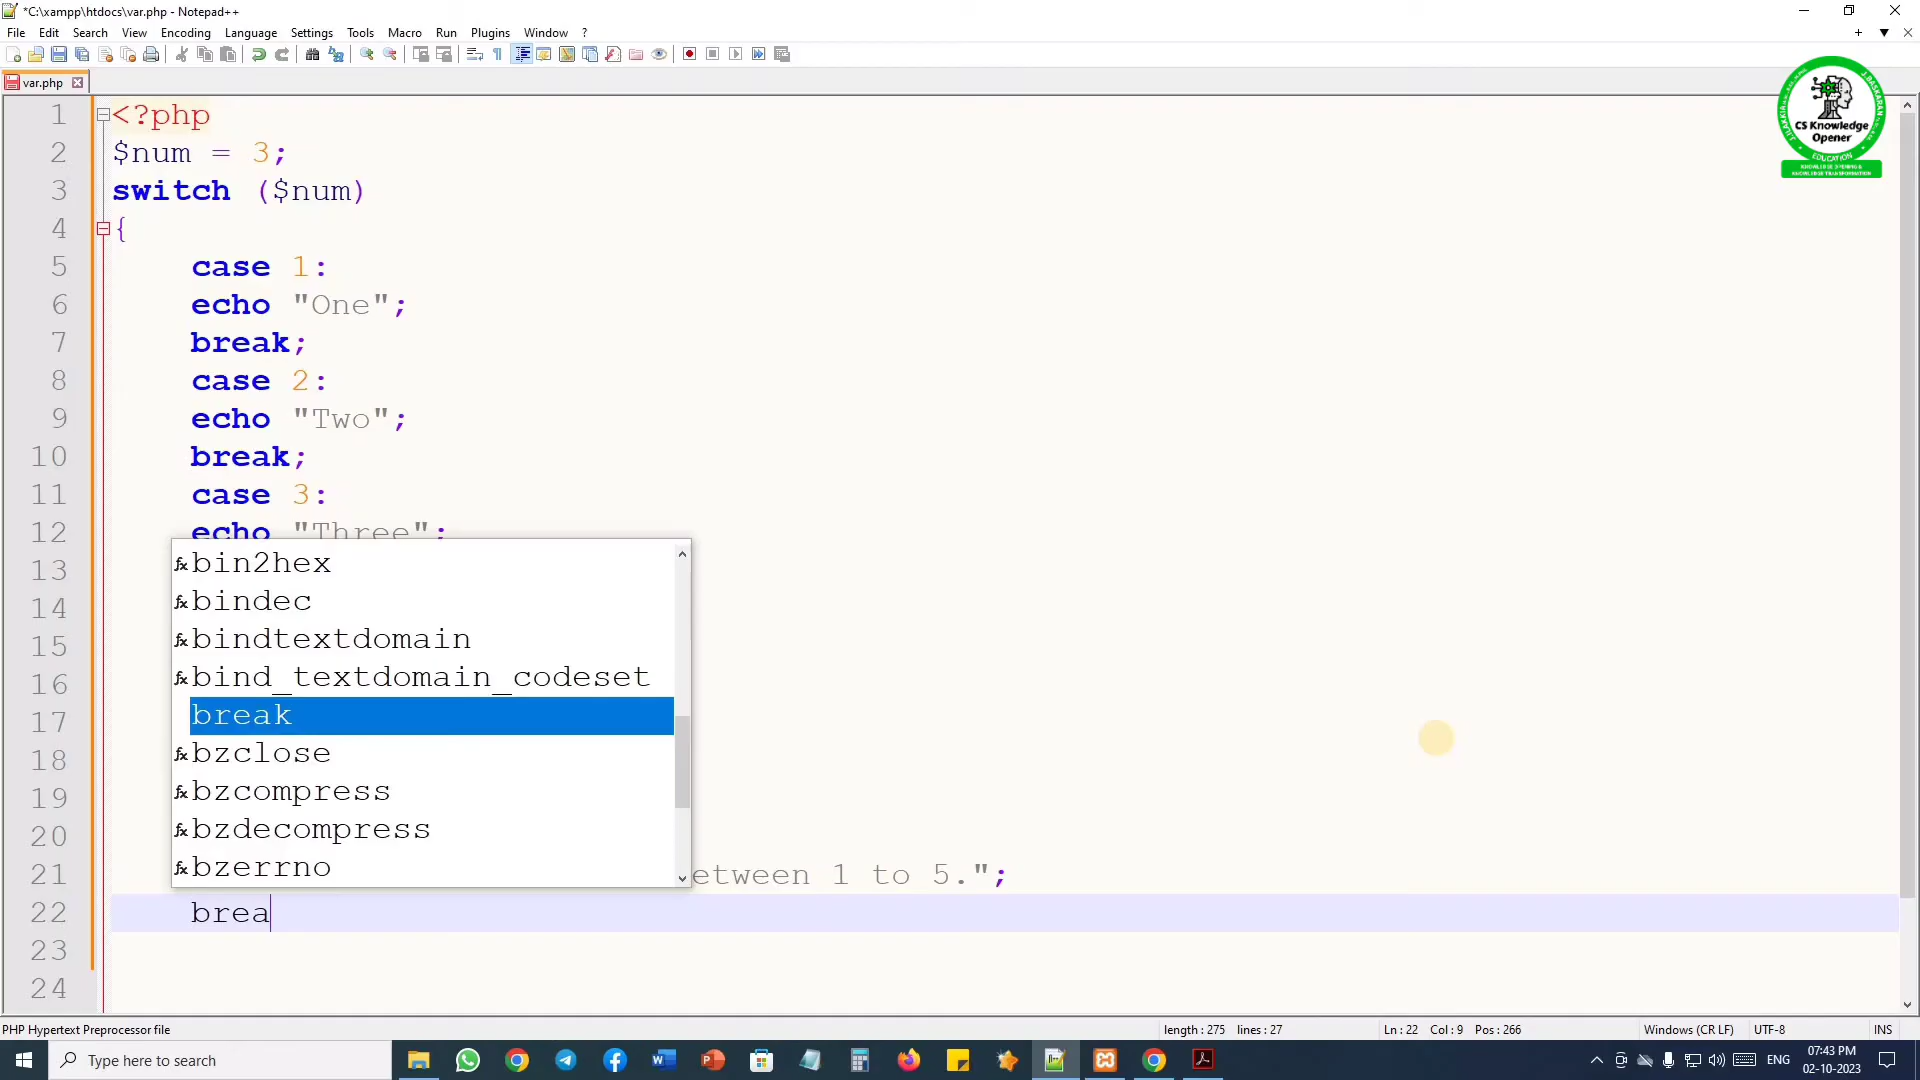 *C:\xampp\htdocs\var.php - Notepad++
File Edit Search View Encoding Language Settings Tools Macro Run Plugins Window ?
var.php
1 <?php
2 $num = 3;
3 switch ($num)
4 {
5 case 1:
6 echo "One";
7 break;
8 case 2:
9 echo "Two";
10 break;
11 case 3:
12 echo "Three";
13
14
15
16
17
18
19
20
21 etween 1 to 5.";
22 brea
23
24
bin2hex
bindec
bindtextdomain
bind_textdomain_codeset
break
bzclose
bzcompress
bzdecompress
bzerrno
CS Knowledge
Opener
EDUCATION
PHP Hypertext Preprocessor file
length : 275 lines : 27
Ln : 22 Col : 9 Pos : 266
Windows (CR LF)
UTF-8
INS
Type here to search
ENG
07:43 PM
02-10-2023